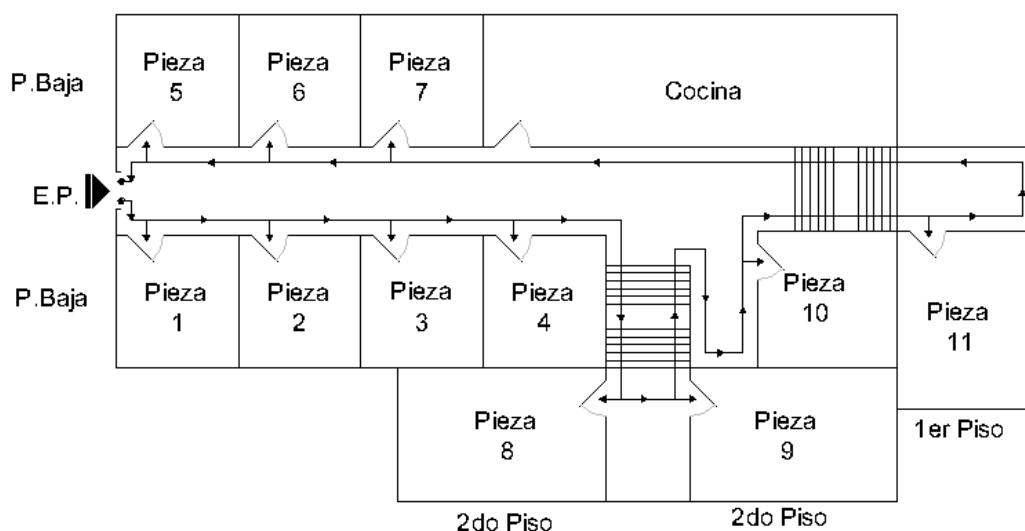 P.Baja
Pieza
5
Pieza
6
Pieza
7
Cocina
E.P.
P.Baja
Pieza
1
Pieza
2
Pieza
3
Pieza
4
Pieza
10
Pieza
11
Pieza
8
Pieza
9
1er Piso
2do Piso
2do Piso